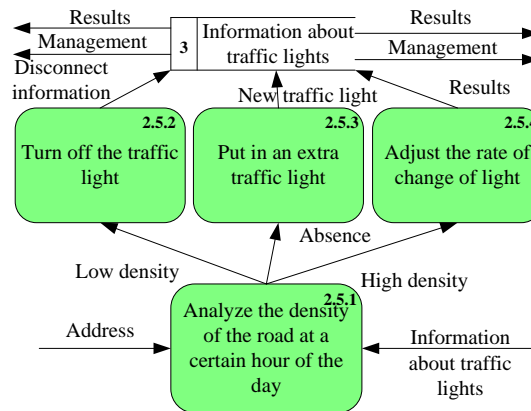 Results
Management
Disconnect
information
3
Information about
traffic lights
Results
Management
New traffic light
Results
2.5.2
Turn off the traffic
light
2.5.3
Put in an extra
traffic light
2.5.4
Adjust the rate of
change of light
Low density
Absence
High density
2.5.1
Analyze the density
of the road at a
certain hour of the
day
Address
Information
about traffic
lights